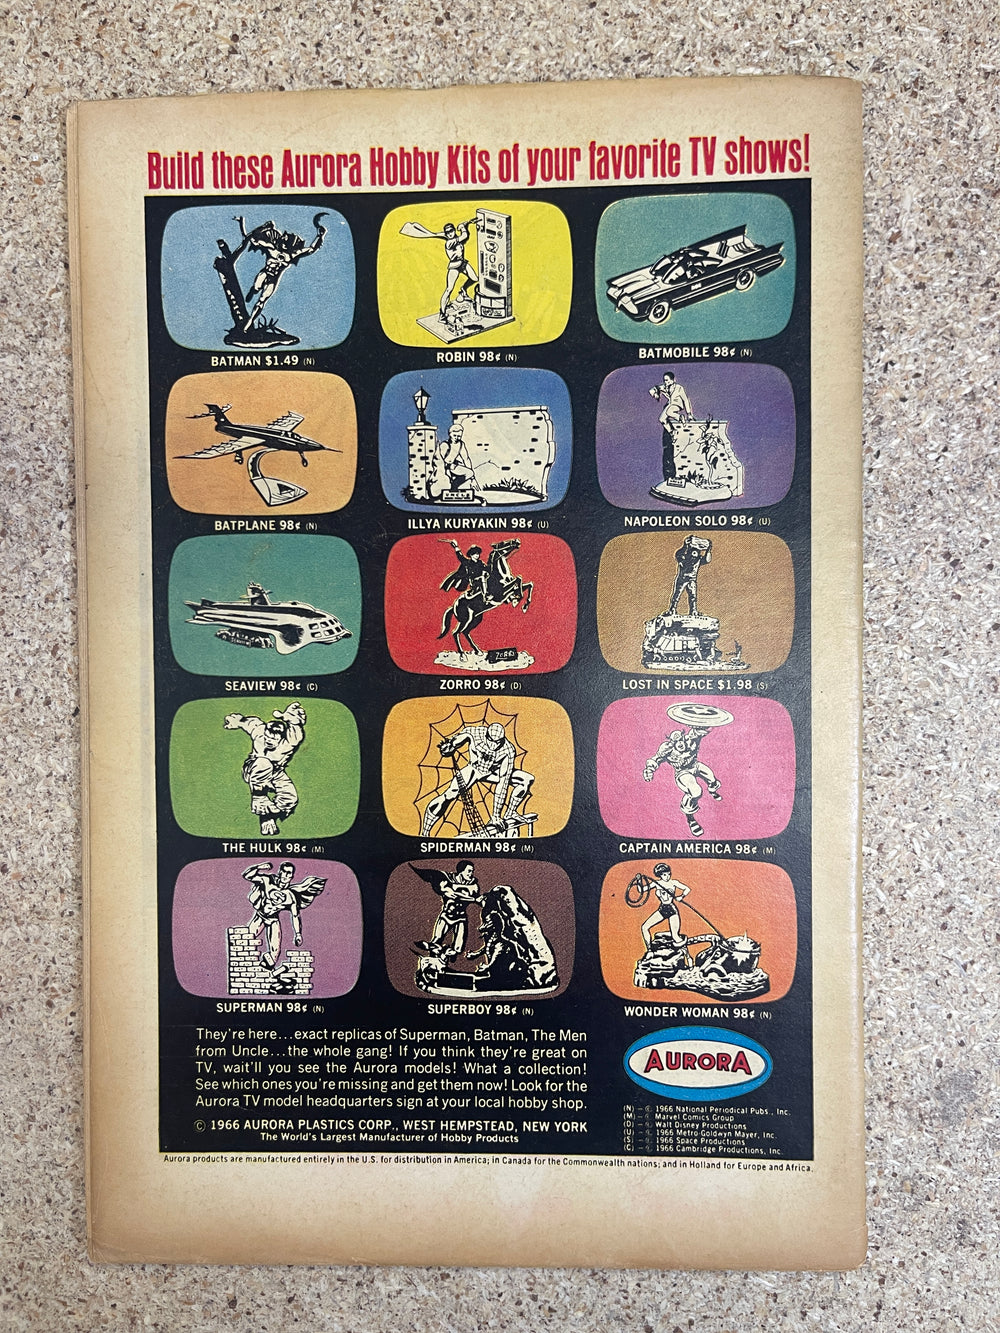 Build these Aurora Hobby Kits of your favorite TV shows!
BATMAN $1.49 (N)
ROBIN 98¢ (N)
BATMOBILE 98¢ (N)
BATPLANE 98¢ (N)
ILLYA KURYAKIN 98¢ (U)
NAPOLEON SOLO 98¢ (U)
SEAVIEW 98¢ (C)
ZORRO
ZORRO 98¢ (D)
LOST IN SPACE $1.98 (S)
THE HULK 98¢ (M)
SPIDERMAN 98¢ (M)
CAPTAIN AMERICA 98¢ (M)
SUPERMAN 98¢ (N)
SUPERBOY 98¢ (N)
WONDER WOMAN 98¢ (N)
They're here...exact replicas of Superman, Batman, The Men
from Uncle...the whole gang! If you think they're great on
TV, wait'll you see the Aurora models! What a collection!
See which ones you're missing and get them now! Look for the
Aurora TV model headquarters sign at your local hobby shop.
© 1966 AURORA PLASTICS CORP., WEST HEMPSTEAD, NEW YORK
The World's Largest Manufacturer of Hobby Products
AURORA
(N) – © 1966 National Periodical Pubs., Inc.
(M) – © Marvel Comics Group
(D) – © Walt Disney Productions
(U) – © 1966 Metro-Goldwyn Mayer, Inc.
(S) – © 1966 Space Productions
(C) – © 1966 Cambridge Productions, Inc.
Aurora products are manufactured entirely in the U.S. for distribution in America; in Canada for the Commonwealth nations; and in Holland for Europe and Africa.